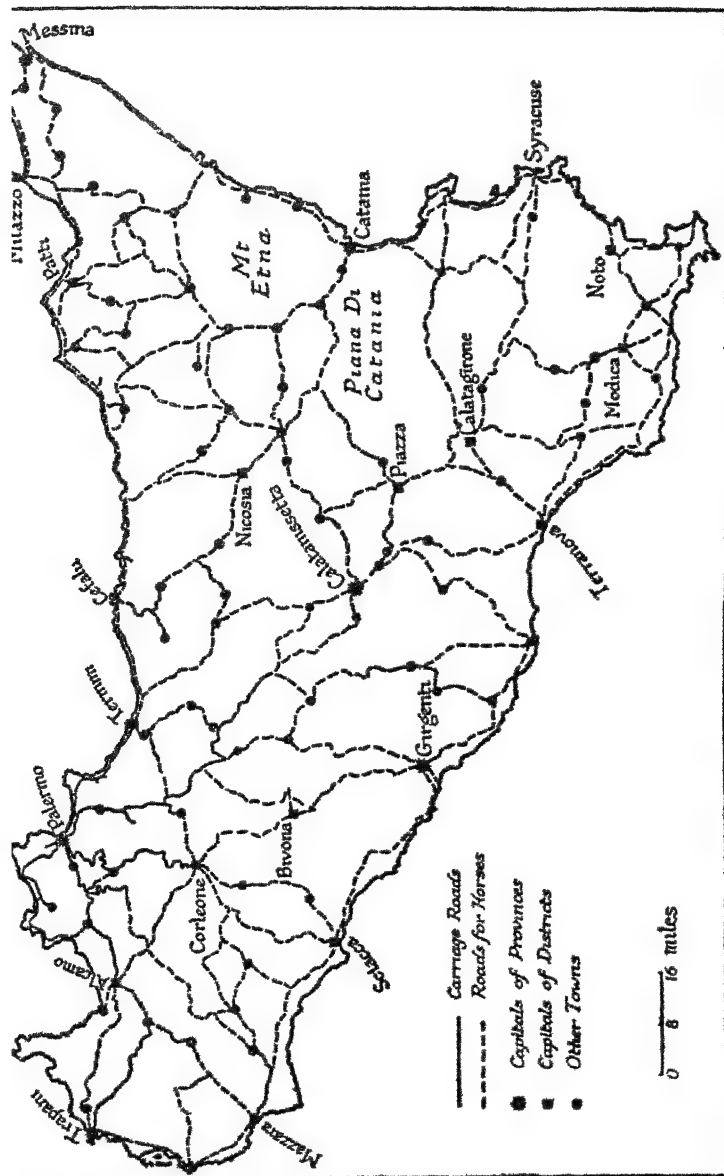 Messina
Milazzo
Patti
Mt
Etna
Catania
Piana Di
Catania
Syracuse
Noto
Modica
Calatagirone
Piazza
Nicosia
Calatanissetta
Cefalu
Terranova
Termini
Palermo
Girgenti
Bivona
Corleone
Sciacca
Alcamo
Trapani
Mazzara
Carriage Roads
Roads for Horses
Capitals of Provinces
Capitals of Districts
Other Towns
0 8 16 miles